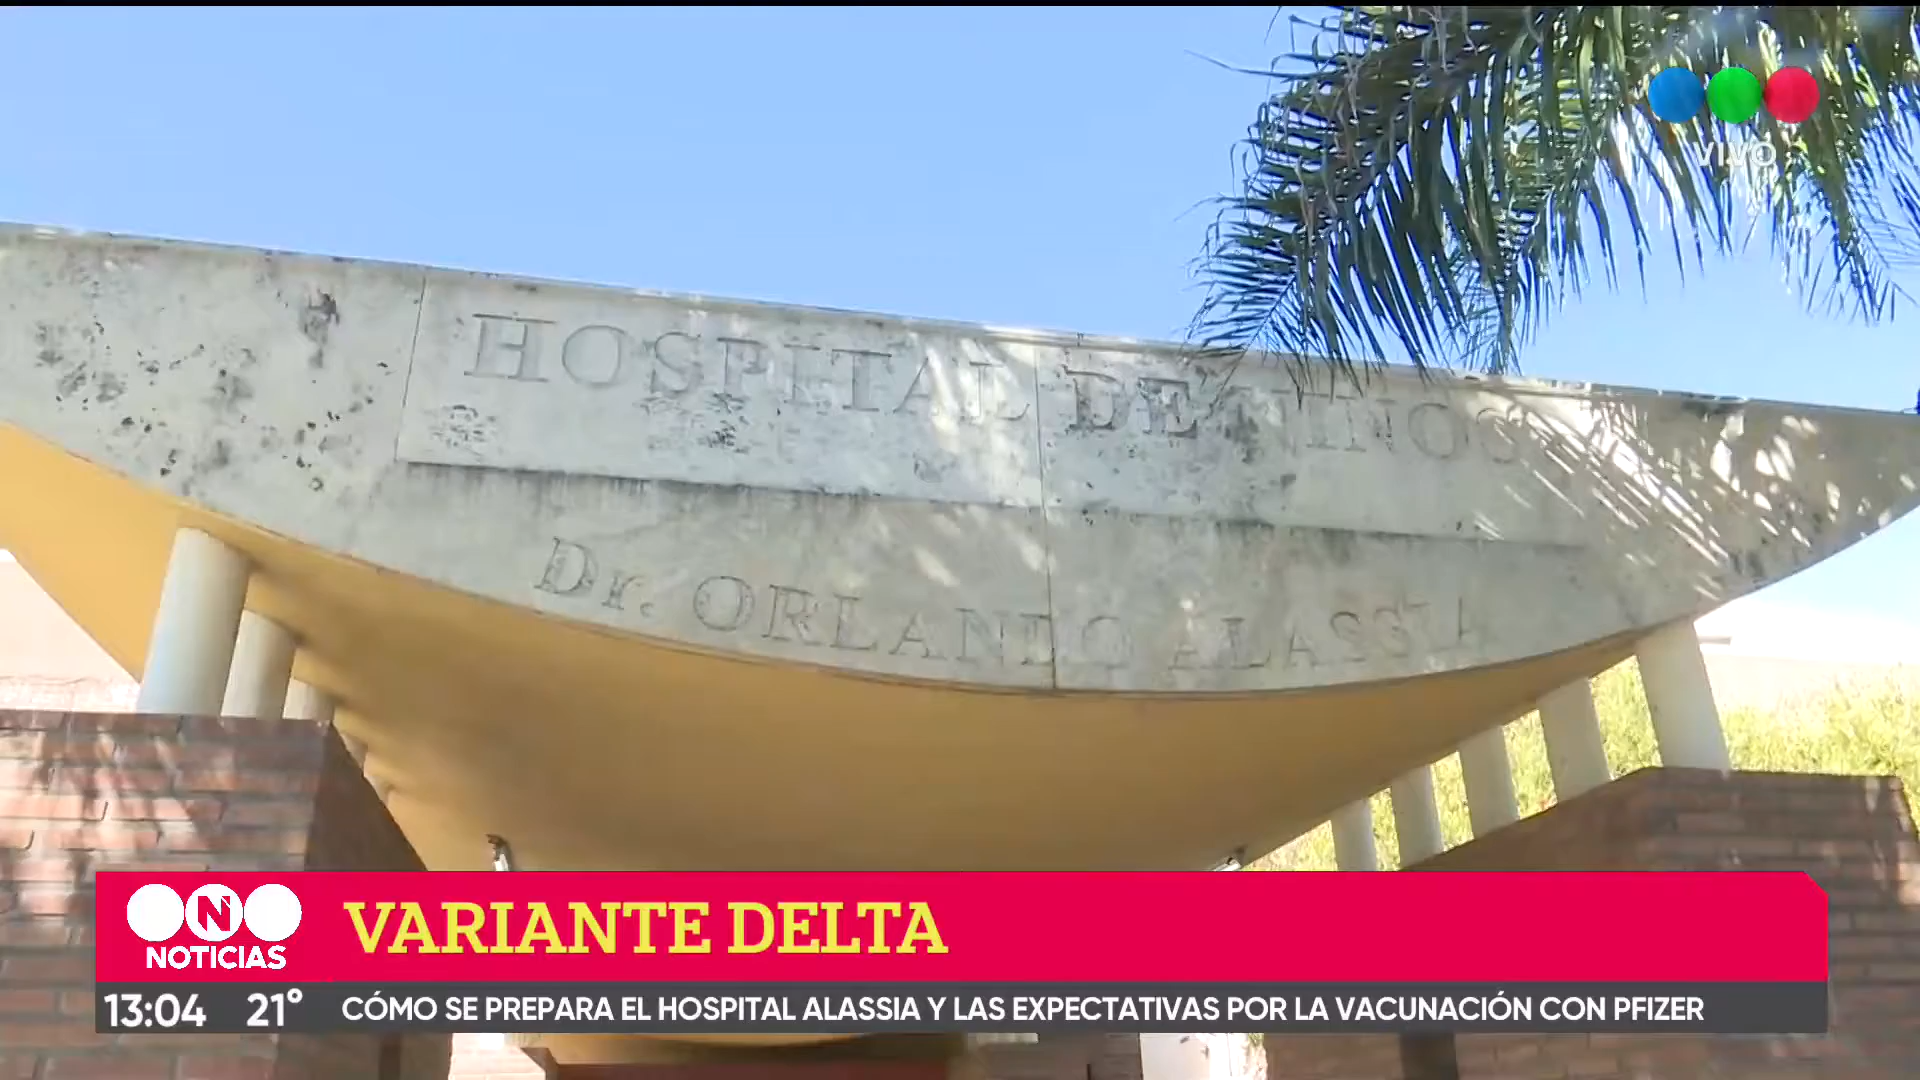 VIVO
HOSPITAL DE NIÑOS
Dr. ORLANDO ALASSIA
N
NOTICIAS
VARIANTE DELTA
13:04 21° CÓMO SE PREPARA EL HOSPITAL ALASSIA Y LAS EXPECTATIVAS POR LA VACUNACIÓN CON PFIZER